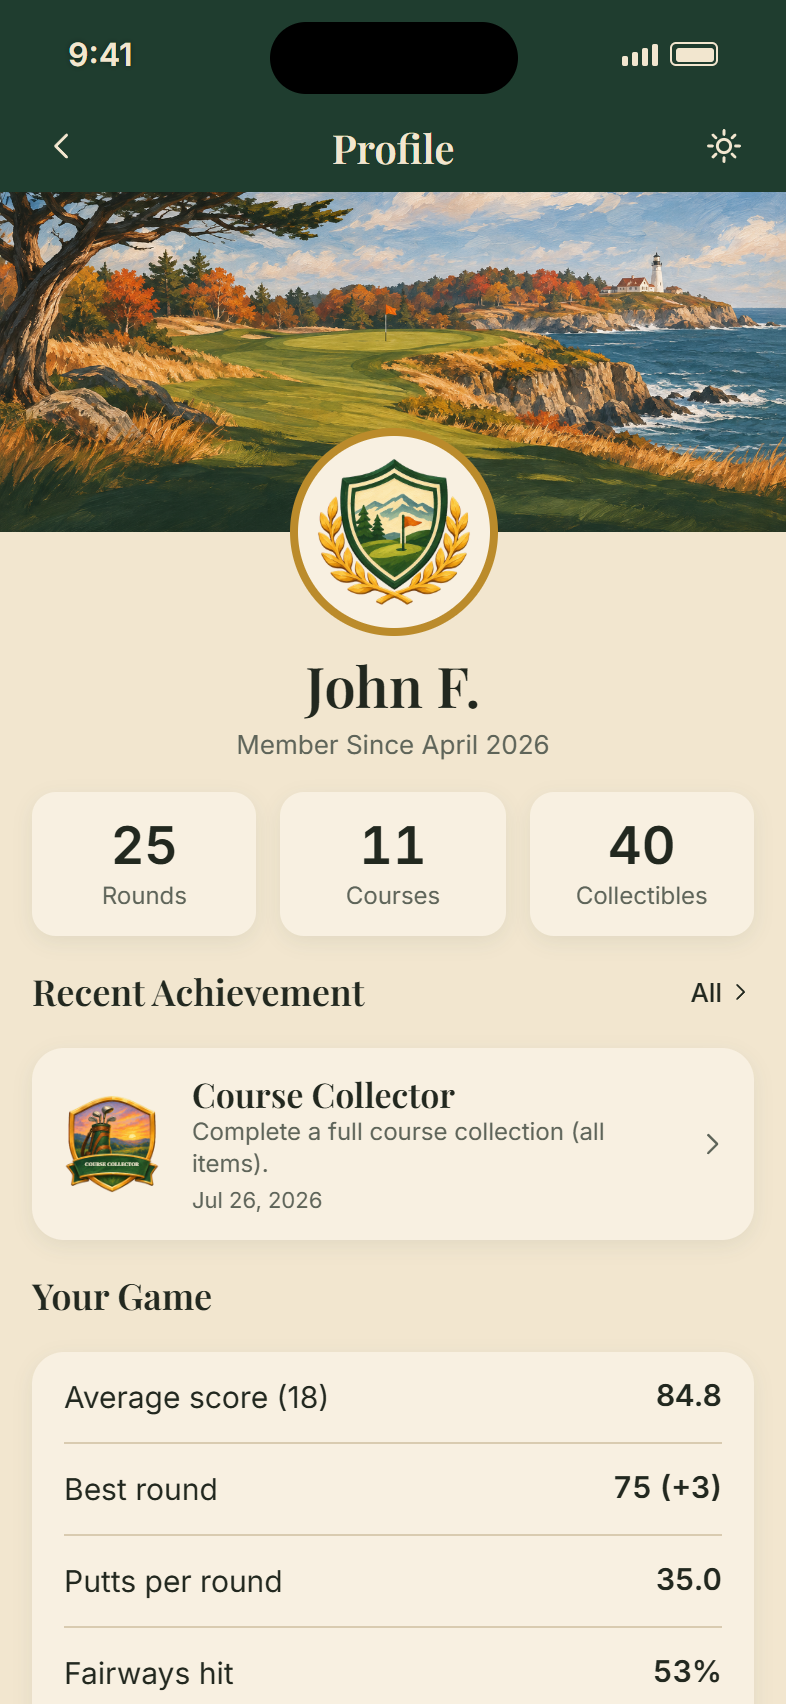 9:41
Profile
John F.
Member Since April 2026
25
Rounds
11
Courses
40
Collectibles
Recent Achievement
All
COURSE COLLECTOR
Course Collector
Complete a full course collection (all
items).
Jul 26, 2026
Your Game
Average score (18)
84.8
Best round
75 (+3)
Putts per round
35.0
Fairways hit
53%